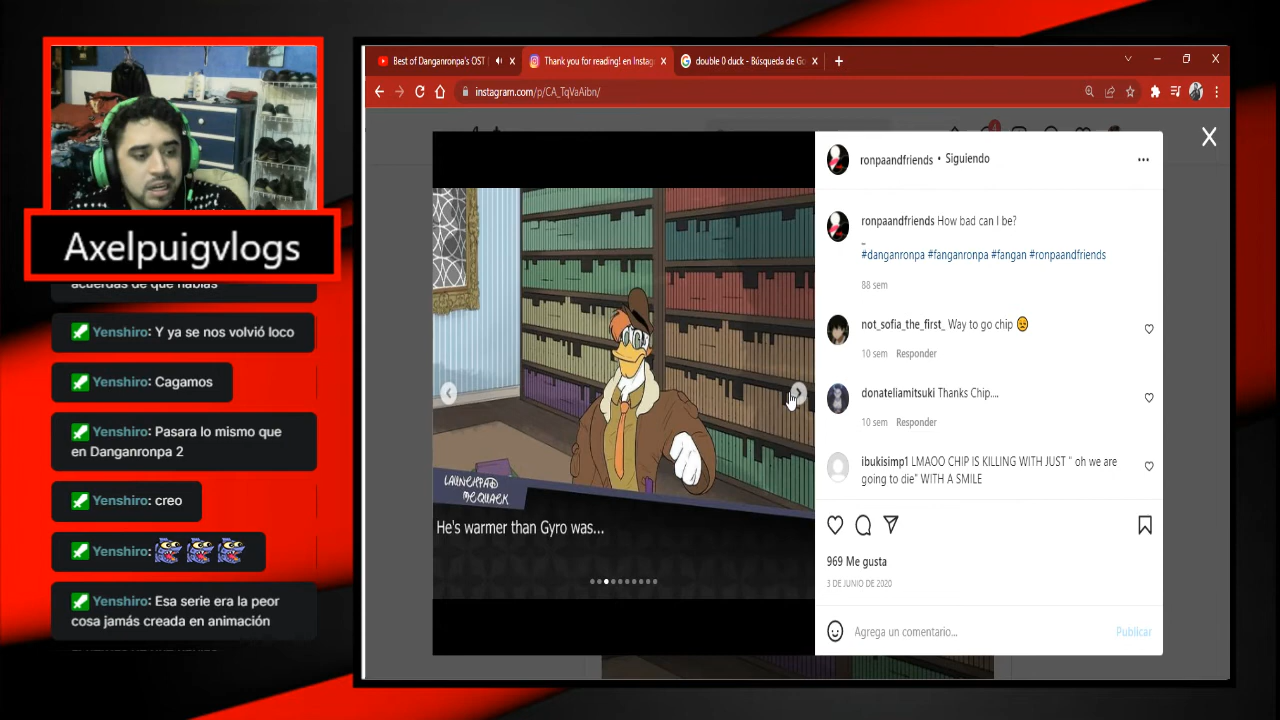 Axelpuigvlogs
acuerdas de que hablas
Yenshiro: Y ya se nos volvió loco
Yenshiro: Cagamos
Yenshiro: Pasara lo mismo que
en Danganronpa 2
Yenshiro: creo
Yenshiro:
Yenshiro: Esa serie era la peor
cosa jamás creada en animación
Best of Danganronpa's OST
Thank you for reading! en Instag
double 0 duck - Búsqueda de Go
instagram.com/p/CA_TqVaAibn/
LAUNCHPAD
MCQUACK
He's warmer than Gyro was...
ronpaandfriends • Siguiendo
ronpaandfriends How bad can I be?
_
#danganronpa #fanganronpa #fangan #ronpaandfriends
88 sem
not_sofia_the_first_ Way to go chip
10 sem Responder
donateliamitsuki Thanks Chip....
10 sem Responder
ibukisimp1 LMAOO CHIP IS KILLING WITH JUST " oh we are
going to die" WITH A SMILE
969 Me gusta
3 DE JUNIO DE 2020
Agrega un comentario...
Publicar